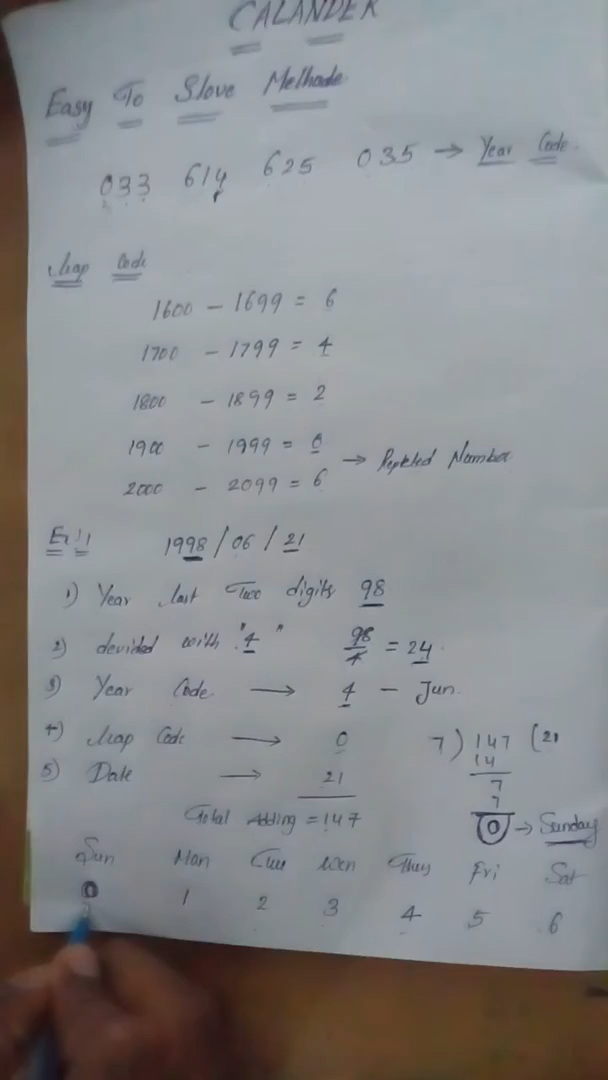 CALANDER
Easy To Slove Methode
033 614 625 035 → Year Code
Leap Code
1600 - 1699 = 6
1700 - 1799 = 4
1800 - 1899 = 2
1900 - 1999 = 0
→ Repleted Number
2000 - 2099 = 6
Ex:1 1998/06/21
1) Year last Two digits 98
2) devided with "4" 98/4 = 24
3) Year Code → 4 - Jun
4) Leap Code → 0
5) Date → 21
Total Adding = 147
7) 147 (21
14
7
7
0 → Sunday
Sun Mon Tue Wen Thu Fri Sat
0 1 2 3 4 5 6